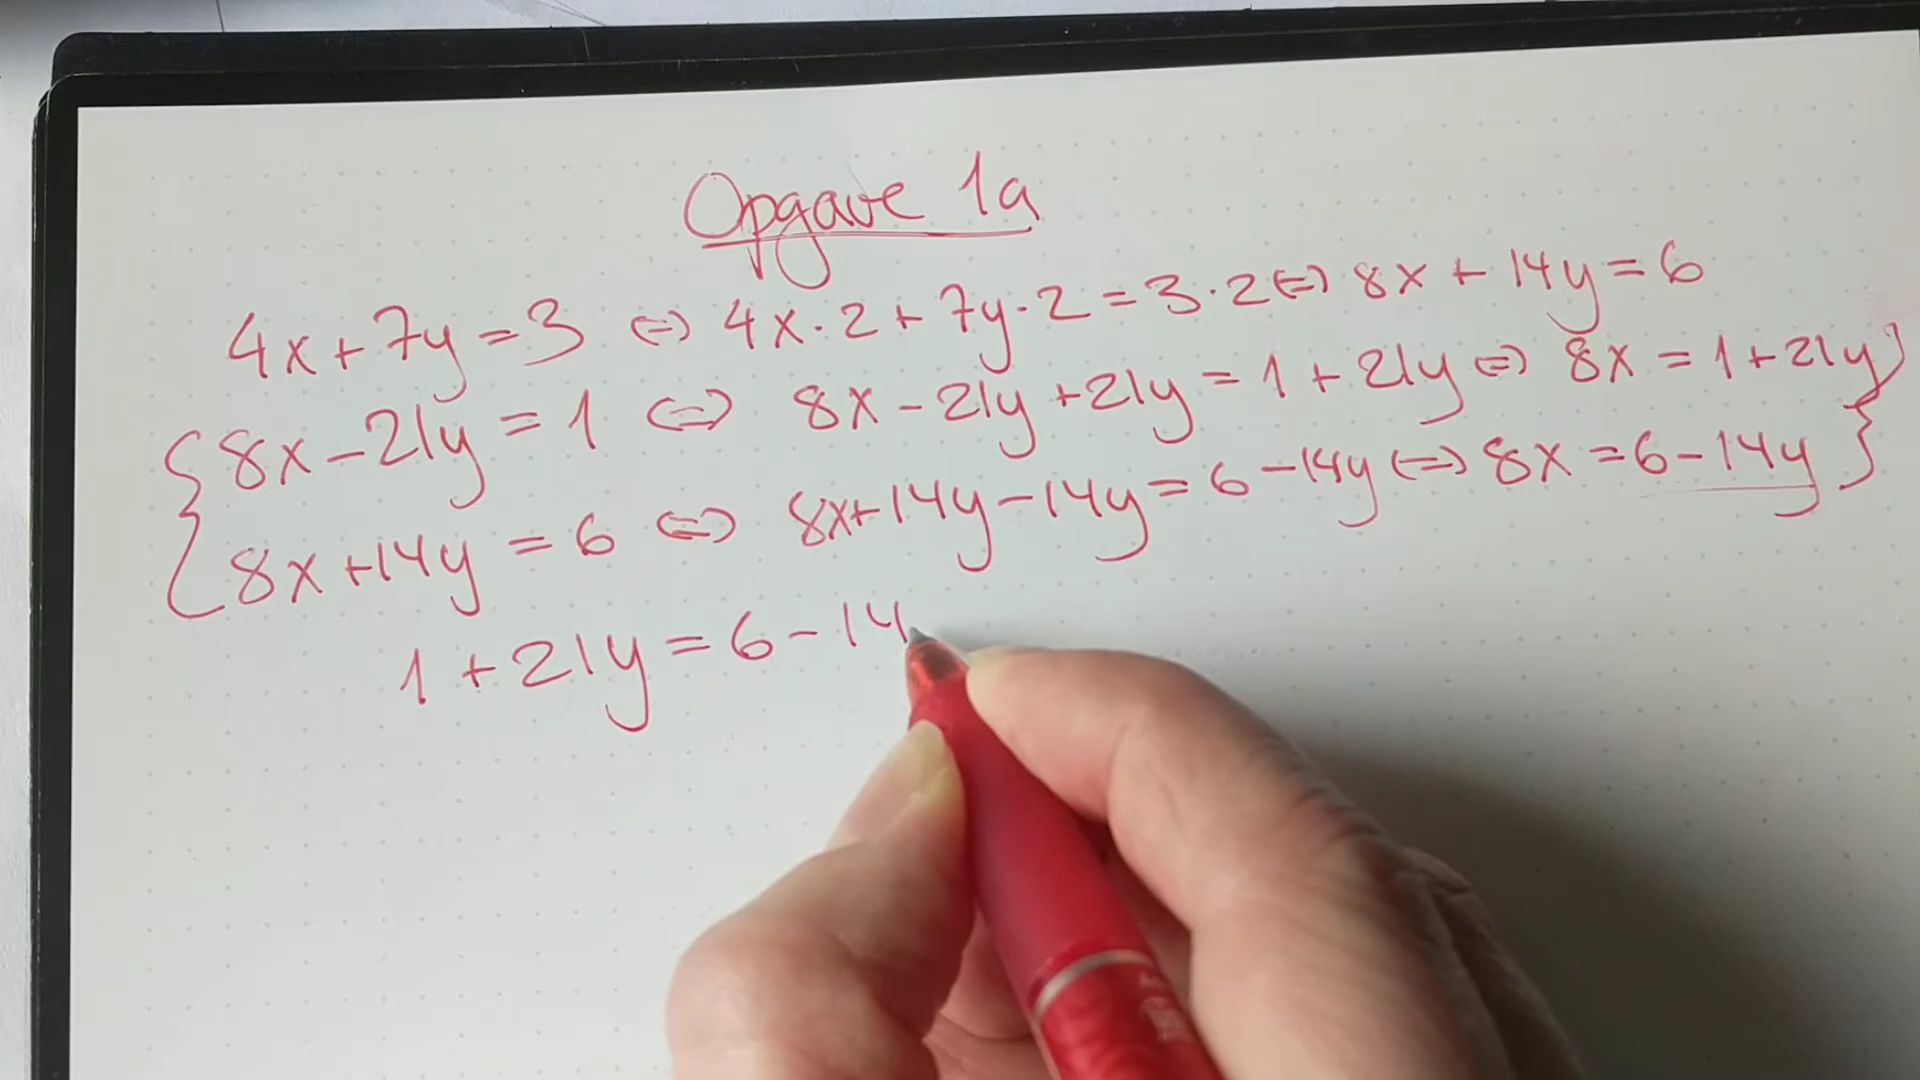 Opgave 1a
4x+7y=3 ⇔ 4x·2+7y·2=3·2 ⇔ 8x+14y=6
{8x-21y=1 ⇔ 8x-21y+21y=1+21y ⇔ 8x=1+21y}
8x+14y=6 ⇔ 8x+14y-14y=6-14y ⇔ 8x=6-14y
1+21y=6-14